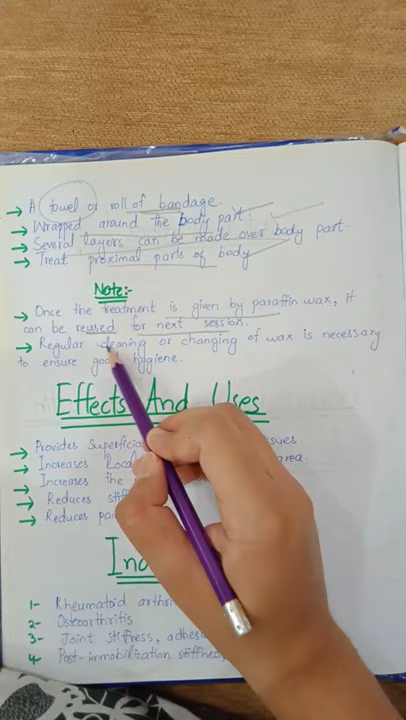 → A towel or roll of bandage.
→ Wrapped around the body part.
→ Several layers can be made over body part.
→ Treat proximal parts of body
Note:-
→ Once the treatment is given by paraffin wax, It
can be reused for next session.
→ Regular cleaning or changing of wax is necessary
to ensure good hygiene.
Effects And Uses
→ Provides Superficial issues.
→ Increases local area.
→ Increases the
→ Reduces
→ Reduces
1- Rheumatoid
2- Osteoarthritis
3- Joint stiffness,
4- Post-immobilization stiffness,